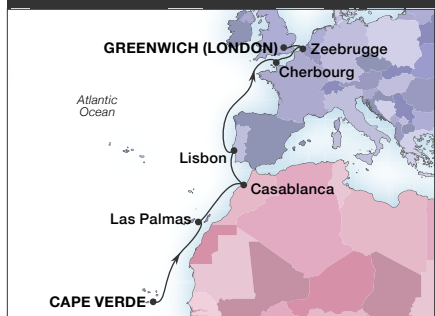 GREENWICH (LONDON)
Zeebrugge
Cherbourg
Atlantic
Ocean
Lisbon
Casablanca
Las Palmas
CAPE VERDE